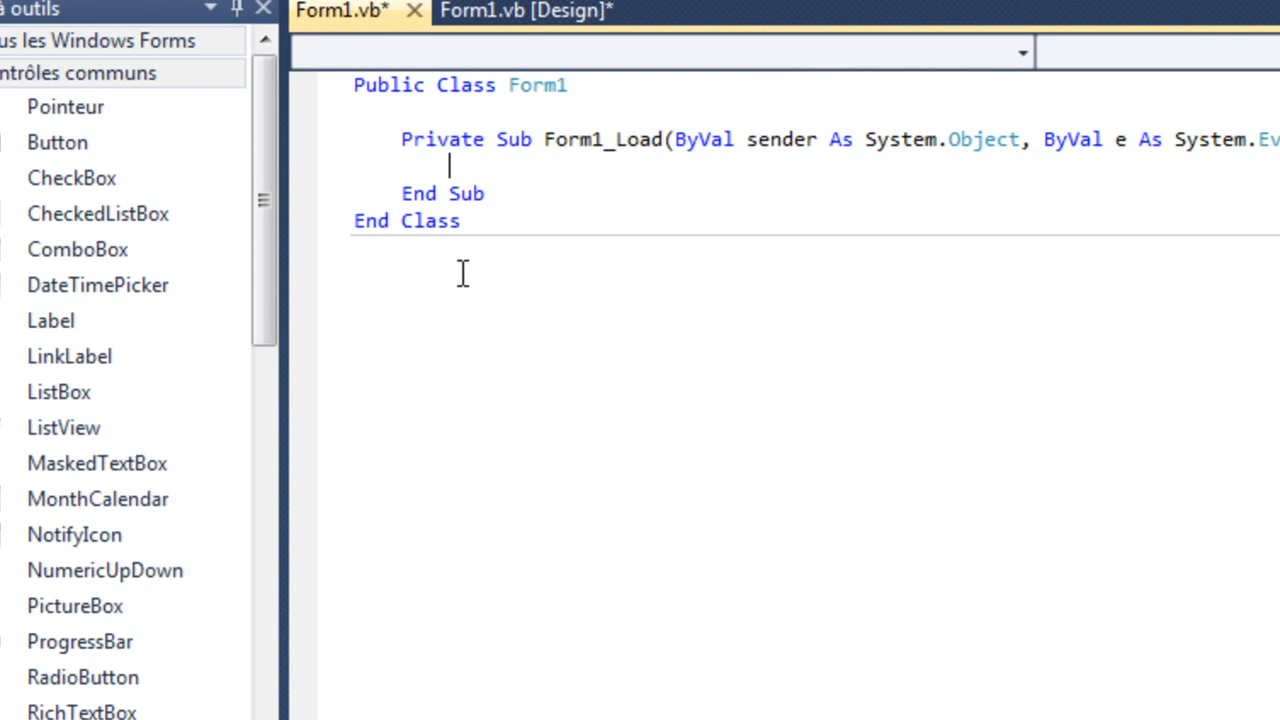 à outils
Form1.vb*
Form1.vb [Design]*
us les Windows Forms
ntrôles communs
Pointeur
Button
CheckBox
CheckedListBox
ComboBox
DateTimePicker
Label
LinkLabel
ListBox
ListView
MaskedTextBox
MonthCalendar
NotifyIcon
NumericUpDown
PictureBox
ProgressBar
RadioButton
RichTextBox
Public Class Form1
Private Sub Form1_Load(ByVal sender As System.Object, ByVal e As System.Ev
End Sub
End Class